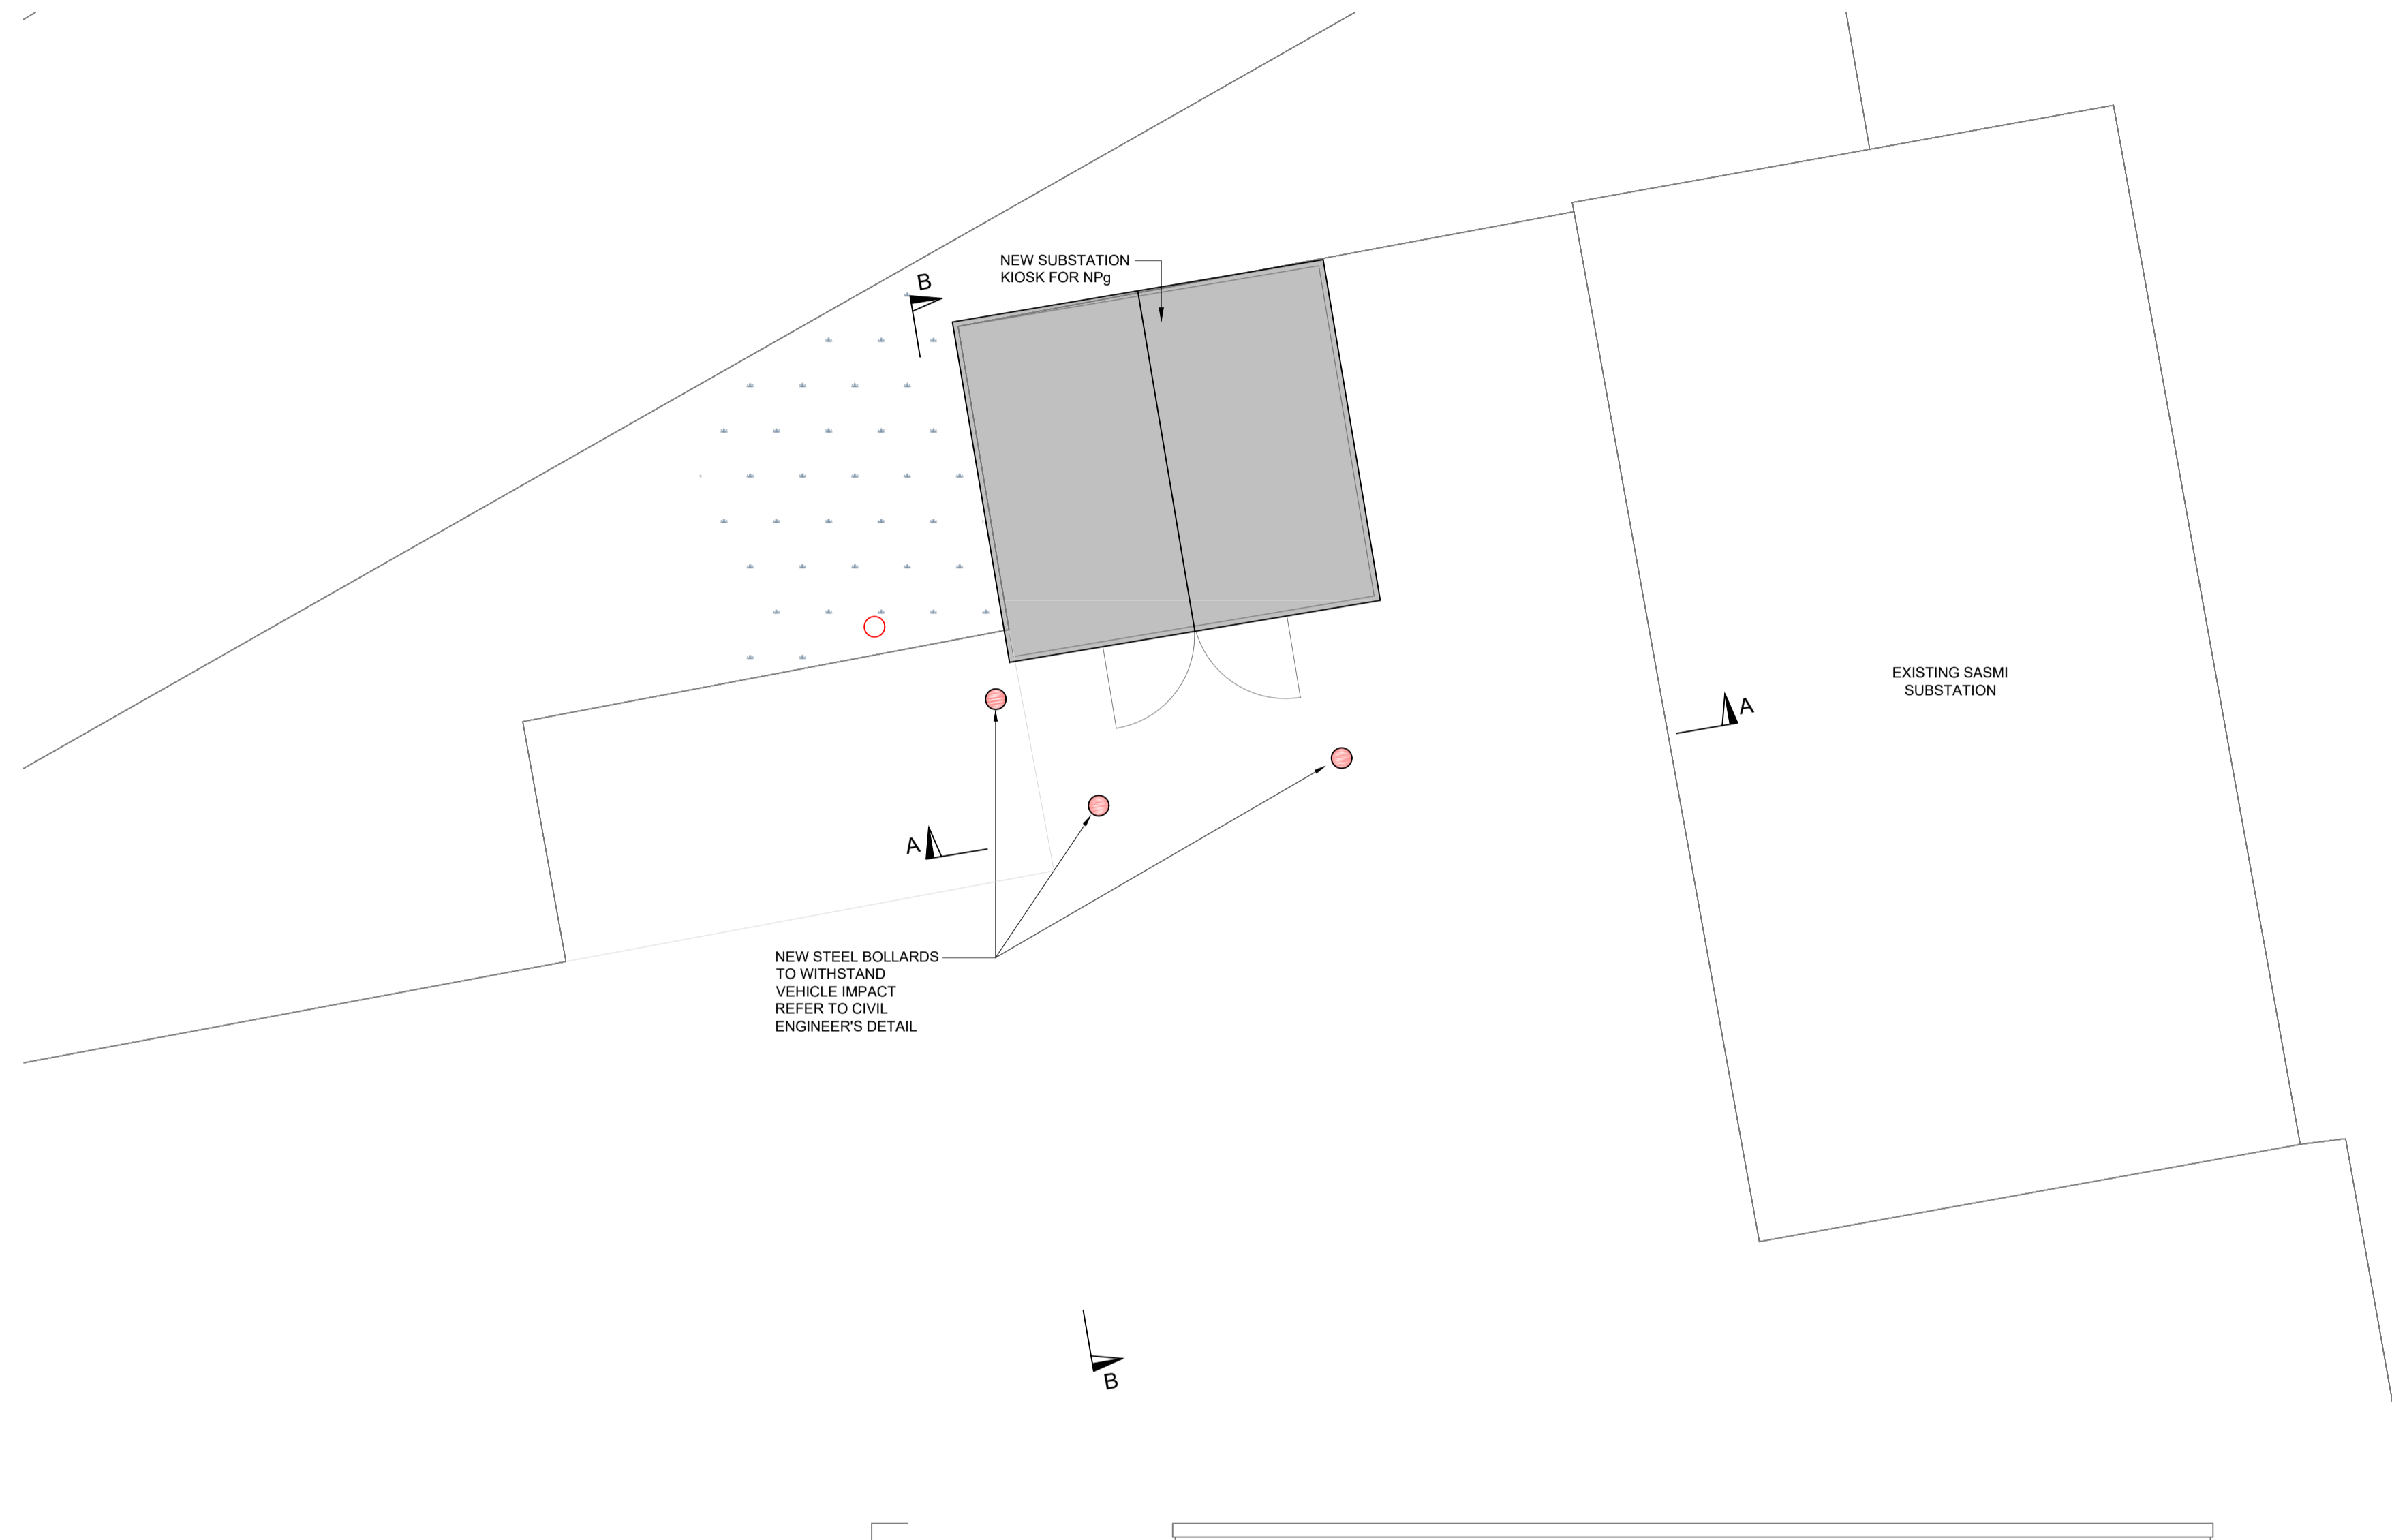 B
NEW SUBSTATION
KIOSK FOR NPg
EXISTING SASMI
SUBSTATION
A
A
NEW STEEL BOLLARDS
TO WITHSTAND
VEHICLE IMPACT
REFER TO CIVIL
ENGINEER'S DETAIL
B